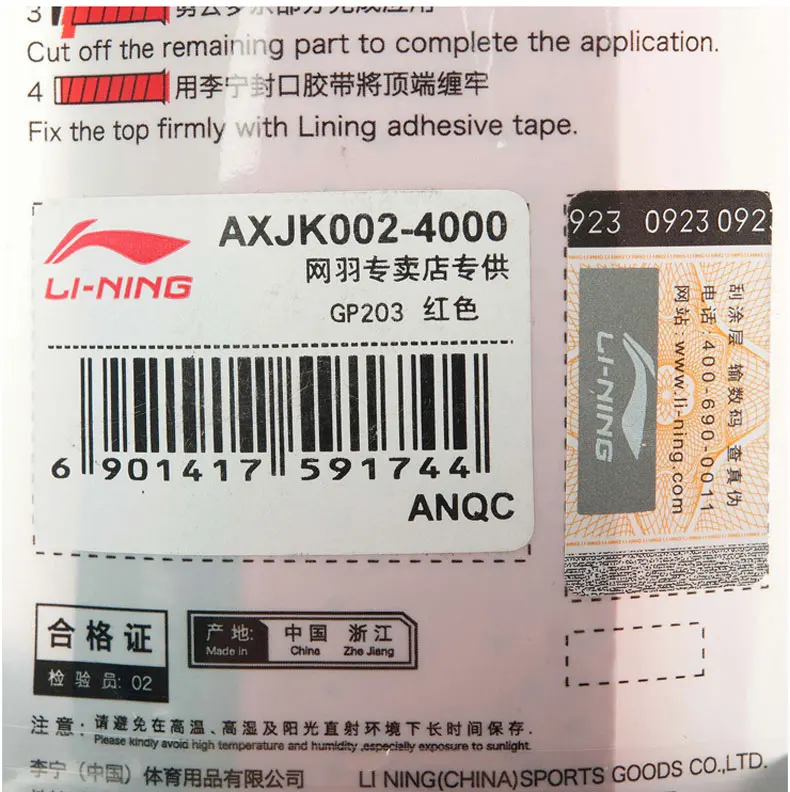 3
Cut off the remaining part to complete the application.
4 用李宁封口胶带將顶端缠牢
Fix the top firmly with Lining adhesive tape.
LI-NING
AXJK002-4000
网羽专卖店专供
GP203 红色
6 901417 591744
ANQC
923 0923 0923
刮涂层 输数码 查真伪
电话:400-690-0011
网站 www.li-ning.com
LI-NING
合格证
检验员: 02
产地: 中国 浙江
Made in China Zhe Jiang
注意: 请避免在高温、高湿及阳光直射环境下长时间保存.
Please kindly avoid high temperature and humidity ,especially exposure to sunlight.
李宁（中国）体育用品有限公司 LI NING(CHINA)SPORTS GOODS CO.,LTD.